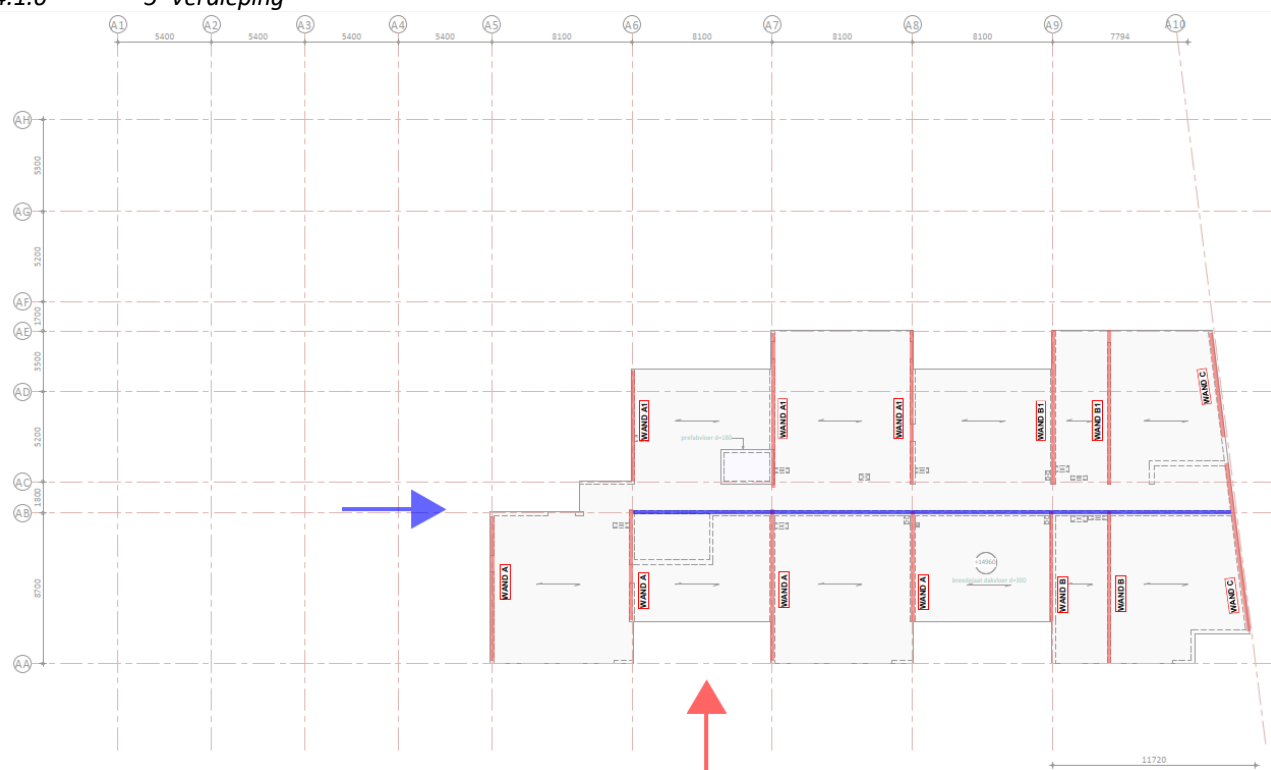 5e verdieping
A1 A2 A3 A4 A5 A6 A7 A8 A9 A10
5400 5400 5400 5400 8100 8100 8100 8100 7794
AH
5200
AG
5200
AF
1700
AE
3500
AD
WAND C
WAND A1 WAND A1 WAND A1 WAND B1 WAND B1
5200
AC
1800
AB
+14960
8700
WAND A WAND A WAND A WAND A WAND B WAND B WAND C
AA
11720